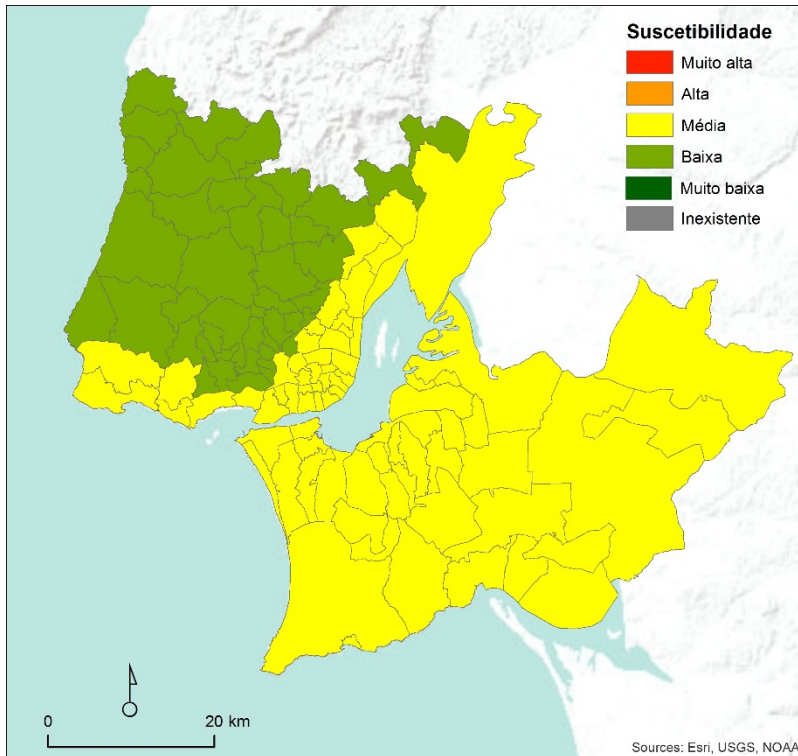 Suscetibilidade
Muito alta
Alta
Média
Baixa
Muito baixa
Inexistente
0 20 km
Sources: Esri, USGS, NOAA